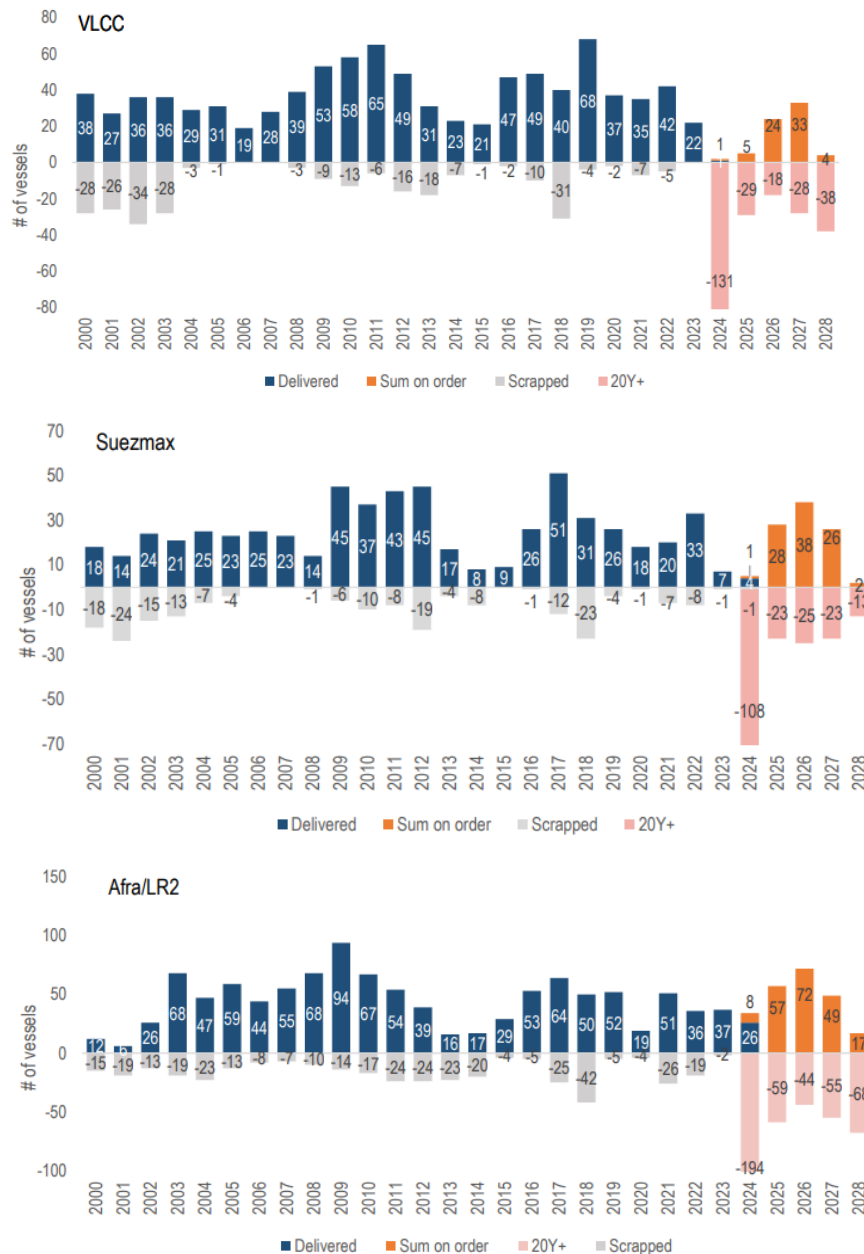 VLCC
80
60
40
20
0
-20
-40
-60
-80
# of vessels
38 27 36 36 29 31 19 28 39 53 58 65 49 31 23 21 47 49 40 68 37 35 42 22 1 5 24 33 4
-28 -26 -34 -28 -3 -1 -3 -9 -13 -6 -16 -18 -7 -1 -2 -10 -31 -4 -2 -7 -5 -131 -29 -18 -28 -38
2000 2001 2002 2003 2004 2005 2006 2007 2008 2009 2010 2011 2012 2013 2014 2015 2016 2017 2018 2019 2020 2021 2022 2023 2024 2025 2026 2027 2028
Delivered Sum on order Scrapped 20Y+
Suezmax
70
50
30
10
-10
-30
-50
-70
# of vessels
18 14 24 21 25 23 25 23 14 45 37 43 45 17 8 9 26 51 31 26 18 20 33 7 4 1 28 38 26 2
-18 -24 -15 -13 -7 -4 -1 -6 -10 -8 -19 -4 -8 -1 -12 -23 -4 -1 -7 -8 -1 -1 -108 -23 -25 -23 -13
2000 2001 2002 2003 2004 2005 2006 2007 2008 2009 2010 2011 2012 2013 2014 2015 2016 2017 2018 2019 2020 2021 2022 2023 2024 2025 2026 2027 2028
Delivered Sum on order Scrapped 20Y+
Afra/LR2
150
100
50
0
-50
-100
# of vessels
12 6 26 68 47 59 44 55 68 94 67 54 39 16 17 29 53 64 50 52 19 51 36 37 26 8 57 72 49 17
-15 -19 -13 -19 -23 -13 -8 -7 -10 -14 -17 -24 -24 -23 -20 -4 -5 -25 -42 -5 -4 -26 -19 -2 -194 -59 -44 -55 -68
2000 2001 2002 2003 2004 2005 2006 2007 2008 2009 2010 2011 2012 2013 2014 2015 2016 2017 2018 2019 2020 2021 2022 2023 2024 2025 2026 2027 2028
Delivered Sum on order 20Y+ Scrapped